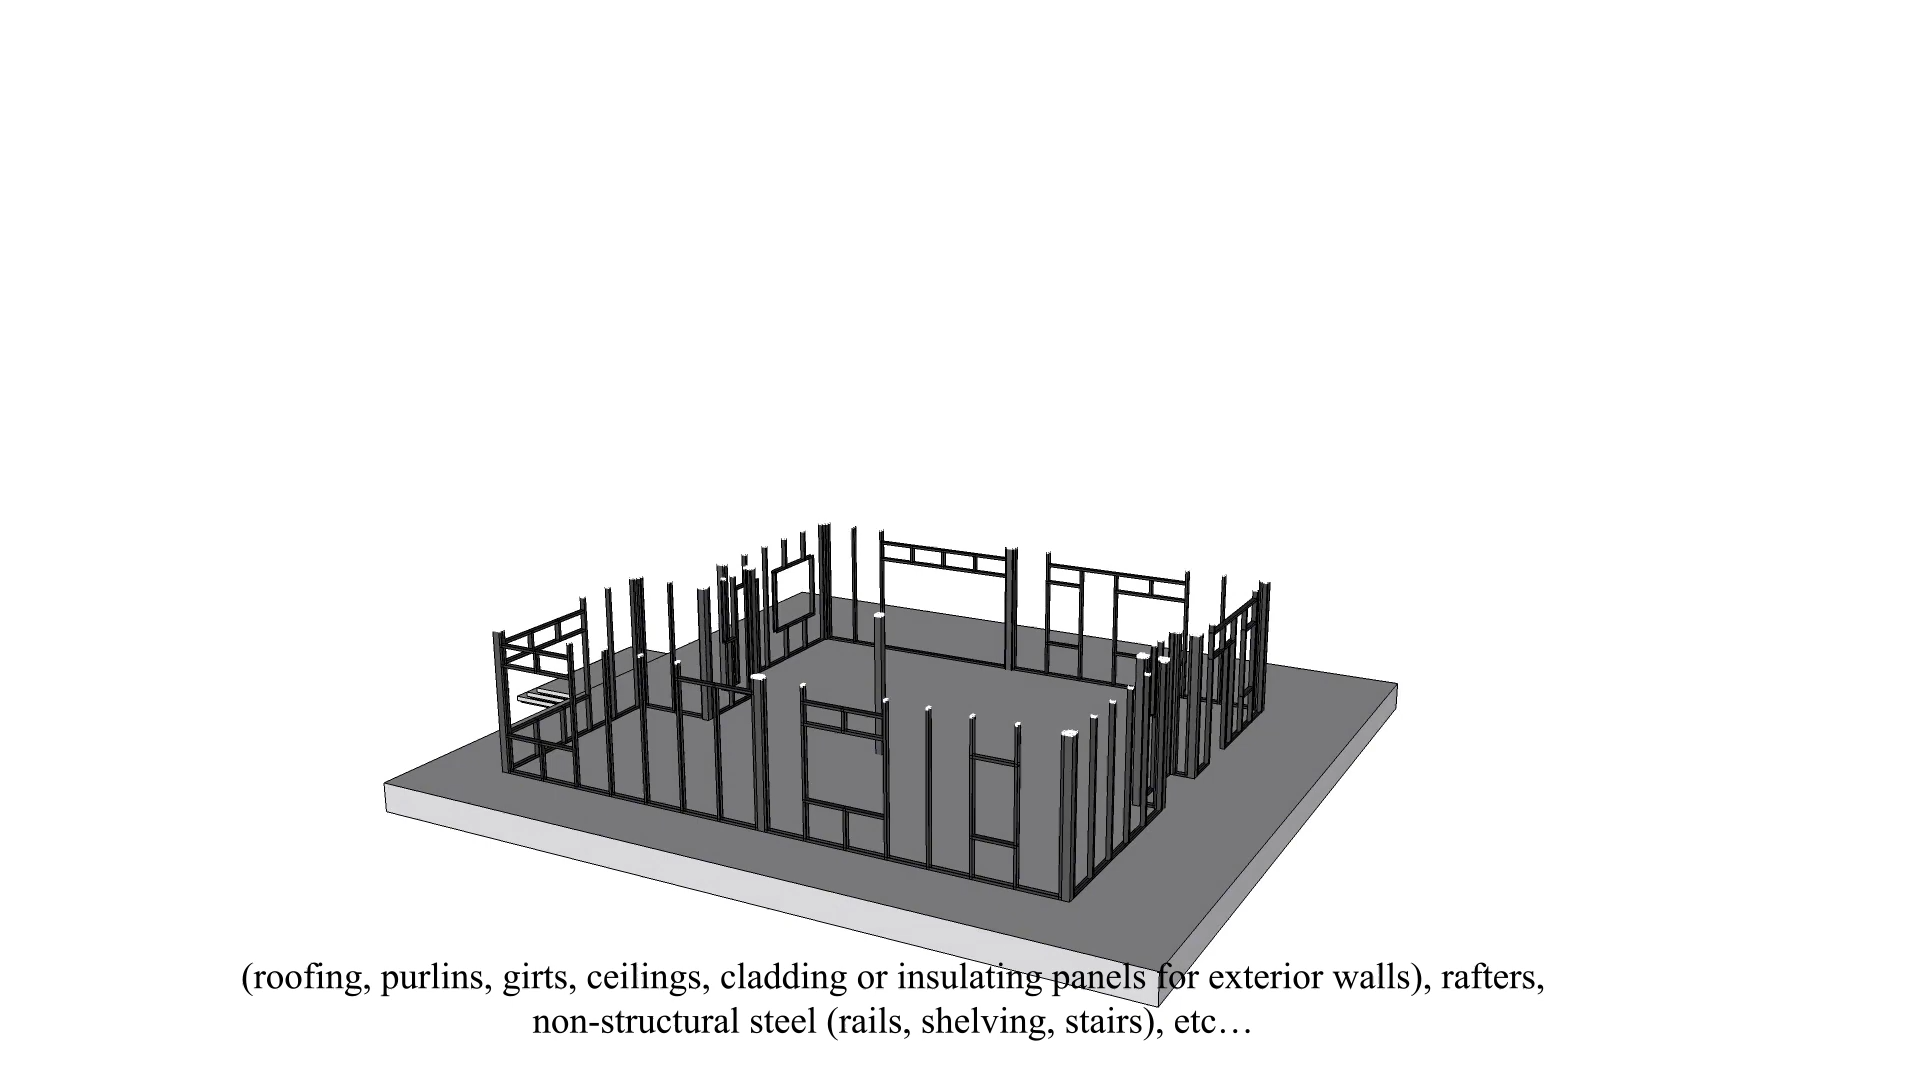 (roofing, purlins, girts, ceilings, cladding or insulating panels for exterior walls), rafters,
non-structural steel (rails, shelving, stairs), etc…